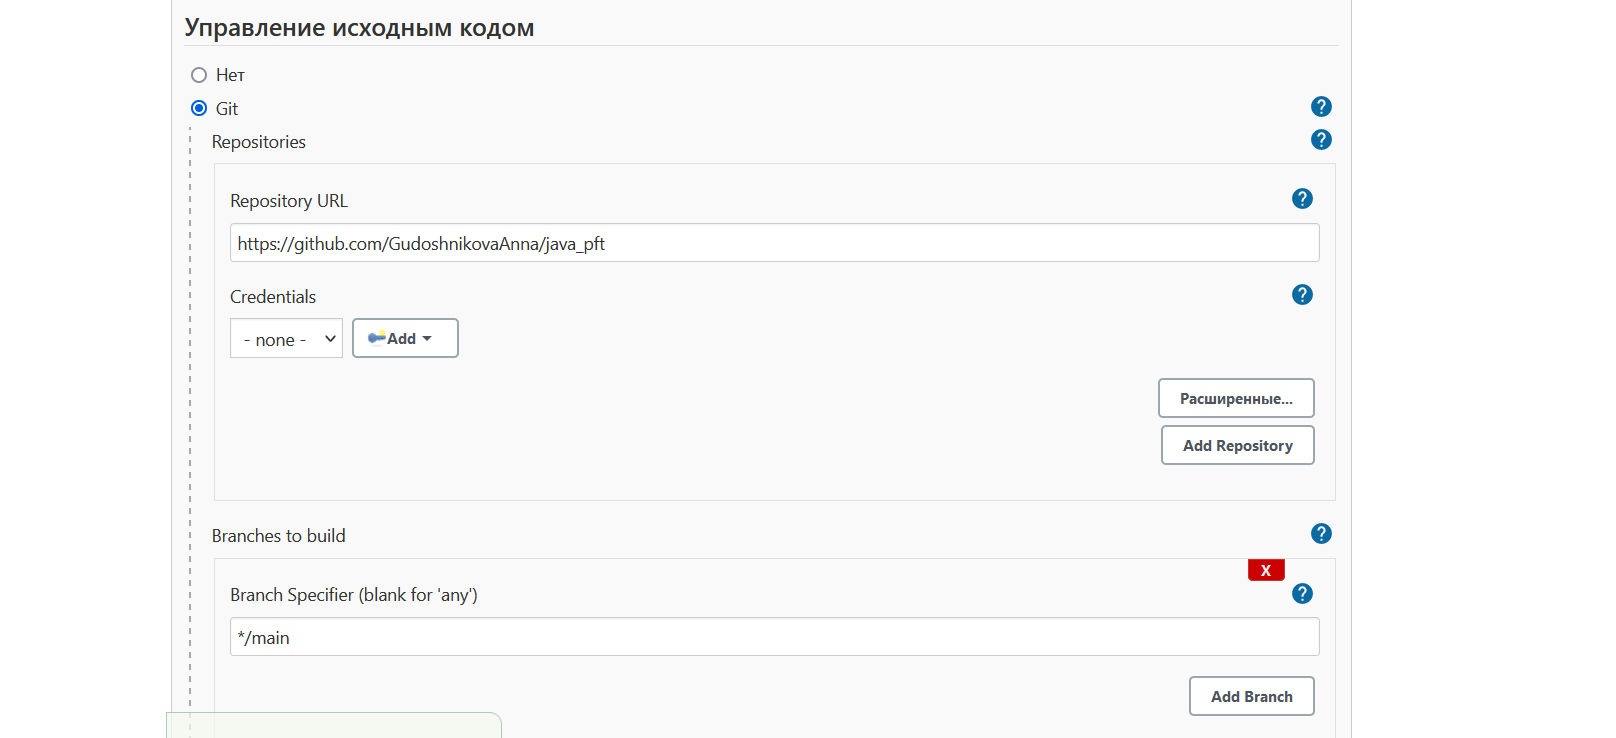 Управление исходным кодом
Нет
Git
?
Repositories
?
Repository URL
?
https://github.com/GudoshnikovaAnna/java_pft
Credentials
?
- none -
Add
Расширенные...
Add Repository
Branches to build
?
X
Branch Specifier (blank for 'any')
?
*/main
Add Branch